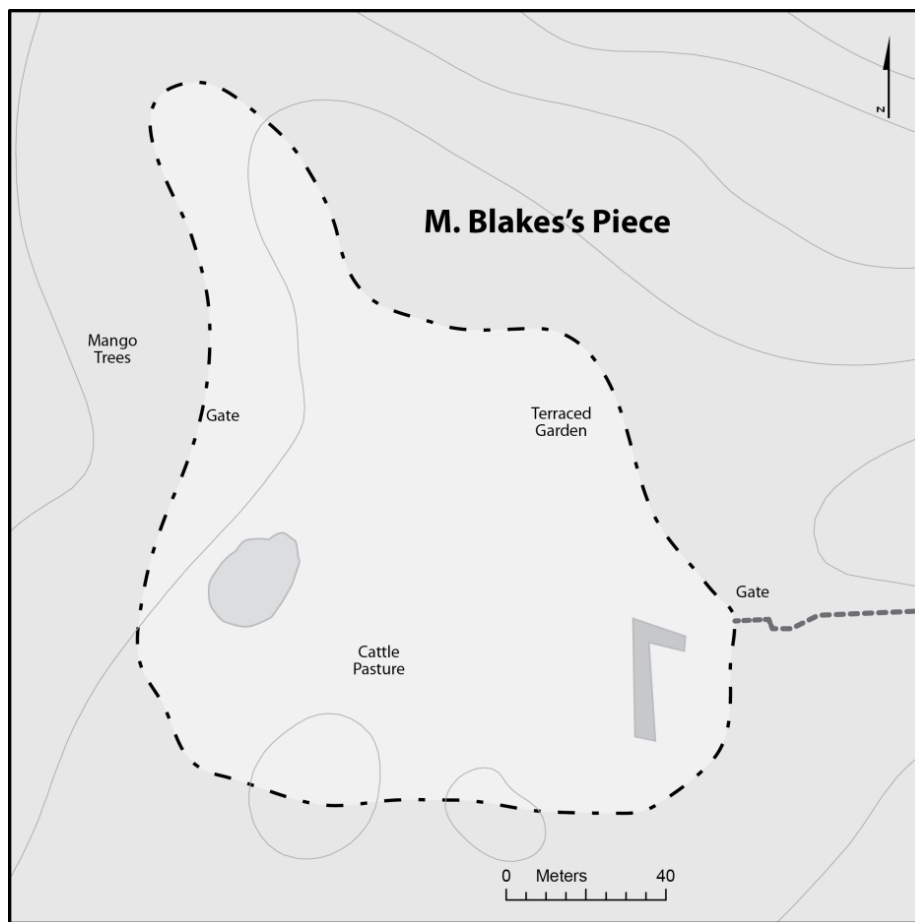 N
M. Blakes's Piece
Mango
Trees
Gate
Terraced
Garden
Gate
Cattle
Pasture
0 Meters 40